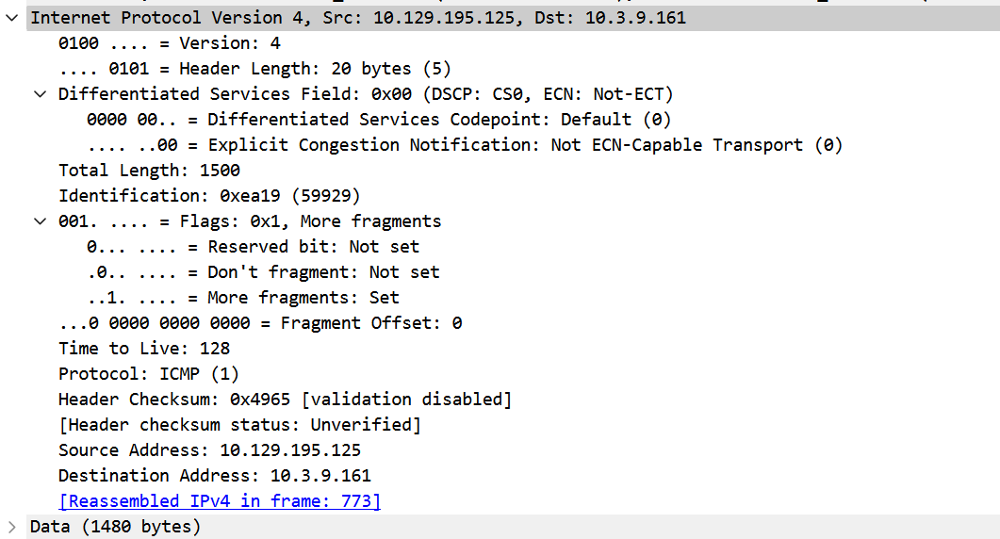 Internet Protocol Version 4, Src: 10.129.195.125, Dst: 10.3.9.161
0100 .... = Version: 4
.... 0101 = Header Length: 20 bytes (5)
Differentiated Services Field: 0x00 (DSCP: CS0, ECN: Not-ECT)
0000 00.. = Differentiated Services Codepoint: Default (0)
.... ..00 = Explicit Congestion Notification: Not ECN-Capable Transport (0)
Total Length: 1500
Identification: 0xea19 (59929)
001. .... = Flags: 0x1, More fragments
0... .... = Reserved bit: Not set
.0.. .... = Don't fragment: Not set
..1. .... = More fragments: Set
...0 0000 0000 0000 = Fragment Offset: 0
Time to Live: 128
Protocol: ICMP (1)
Header Checksum: 0x4965 [validation disabled]
[Header checksum status: Unverified]
Source Address: 10.129.195.125
Destination Address: 10.3.9.161
[Reassembled IPv4 in frame: 773]
Data (1480 bytes)